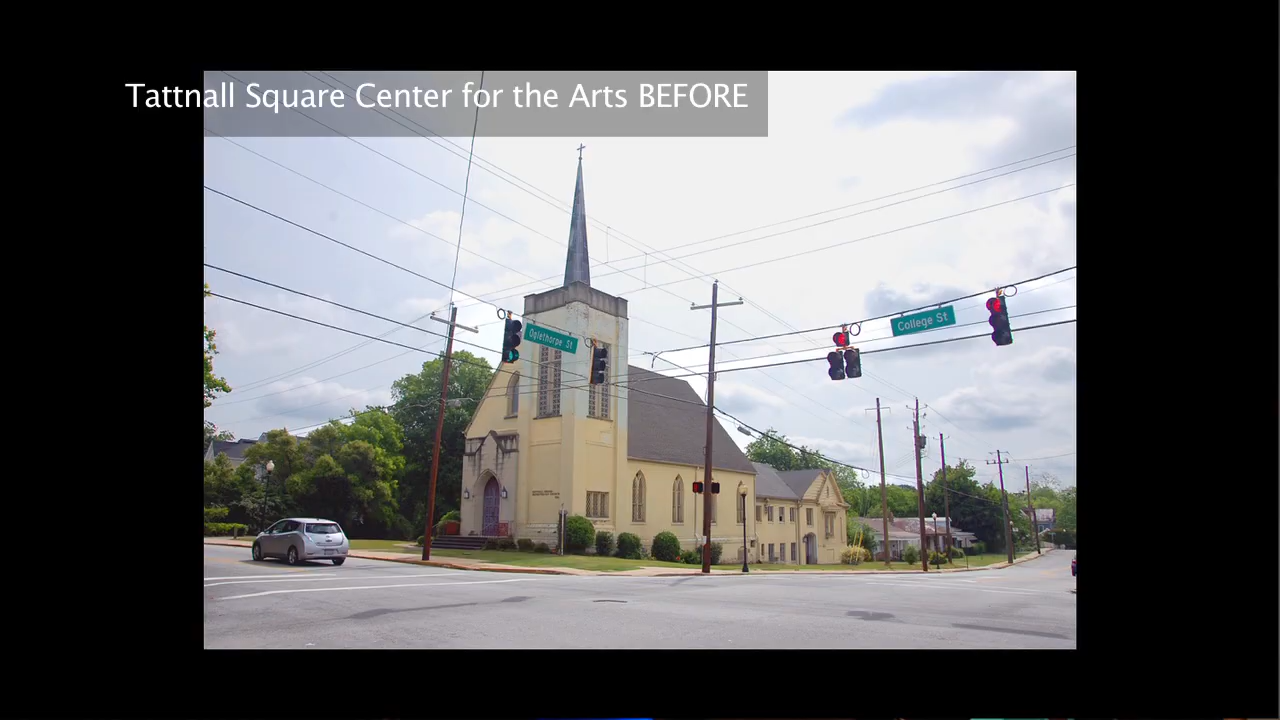 Tattnall Square Center for the Arts BEFORE
Oglethorpe St
College St